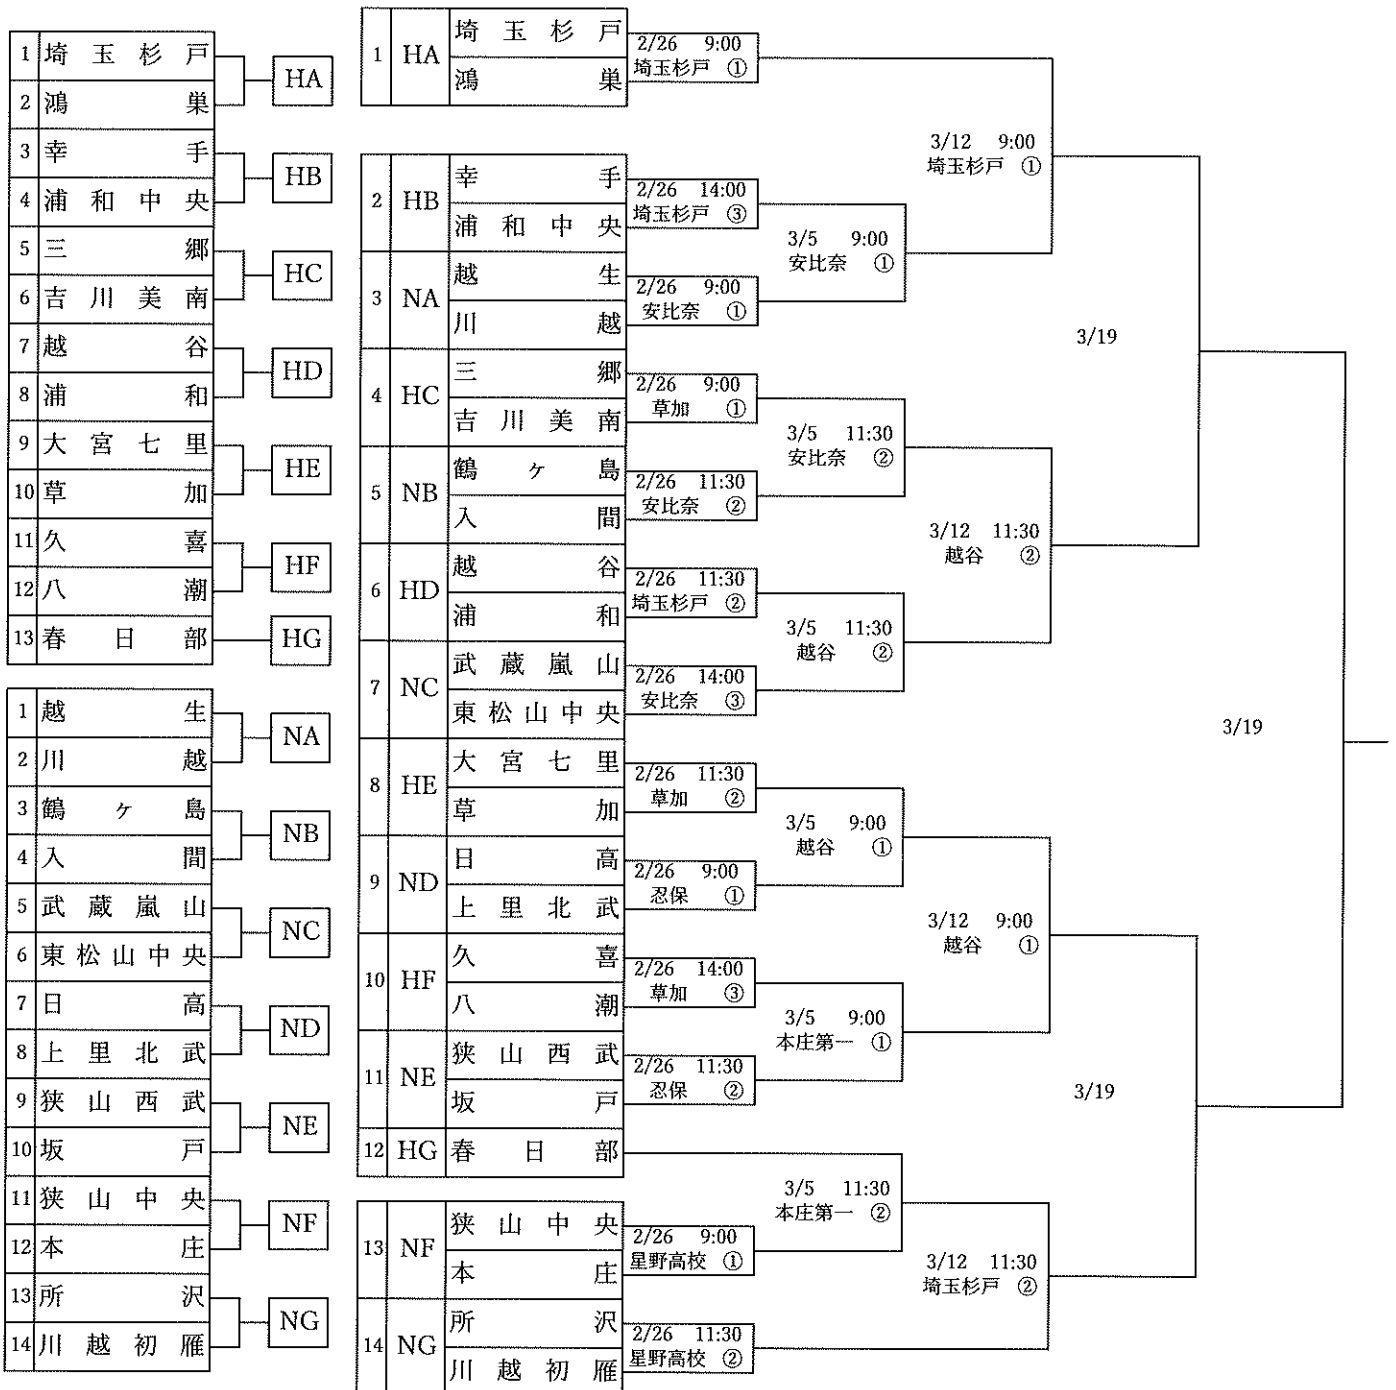 1 埼玉杉戸
2 鴻巣
HA
3 幸手
4 浦和中央
HB
5 三郷
6 吉川美南
HC
7 越谷
8 浦和
HD
9 大宮七里
10 草加
HE
11 久喜
12 八潮
HF
13 春日部
HG
1 越生
2 川越
NA
3 鶴ヶ島
4 入間
NB
5 武蔵嵐山
6 東松山中央
NC
7 日高
8 上里北武
ND
9 狭山西武
10 坂戸
NE
11 狭山中央
12 本庄
NF
13 所沢
14 川越初雁
NG
1 HA
埼玉杉戸
鴻巣
2/26 9:00
埼玉杉戸 ①
2 HB
幸手
浦和中央
2/26 14:00
埼玉杉戸 ③
3 NA
越生
川越
2/26 9:00
安比奈 ①
4 HC
三郷
吉川美南
2/26 9:00
草加 ①
5 NB
鶴ヶ島
入間
2/26 11:30
安比奈 ②
6 HD
越谷
浦和
2/26 11:30
埼玉杉戸 ②
7 NC
武蔵嵐山
東松山中央
2/26 14:00
安比奈 ③
8 HE
大宮七里
草加
2/26 11:30
草加 ②
9 ND
日高
上里北武
2/26 9:00
忍保 ①
10 HF
久喜
八潮
2/26 14:00
草加 ③
11 NE
狭山西武
坂戸
2/26 11:30
忍保 ②
12 HG 春日部
13 NF
狭山中央
本庄
2/26 9:00
星野高校 ①
14 NG
所沢
川越初雁
2/26 11:30
星野高校 ②
3/5 9:00
安比奈 ①
3/5 11:30
安比奈 ②
3/5 11:30
越谷 ②
3/5 9:00
越谷 ①
3/5 9:00
本庄第一 ①
3/5 11:30
本庄第一 ②
3/12 9:00
埼玉杉戸 ①
3/12 11:30
越谷 ②
3/12 9:00
越谷 ①
3/12 11:30
埼玉杉戸 ②
3/19
3/19
3/19